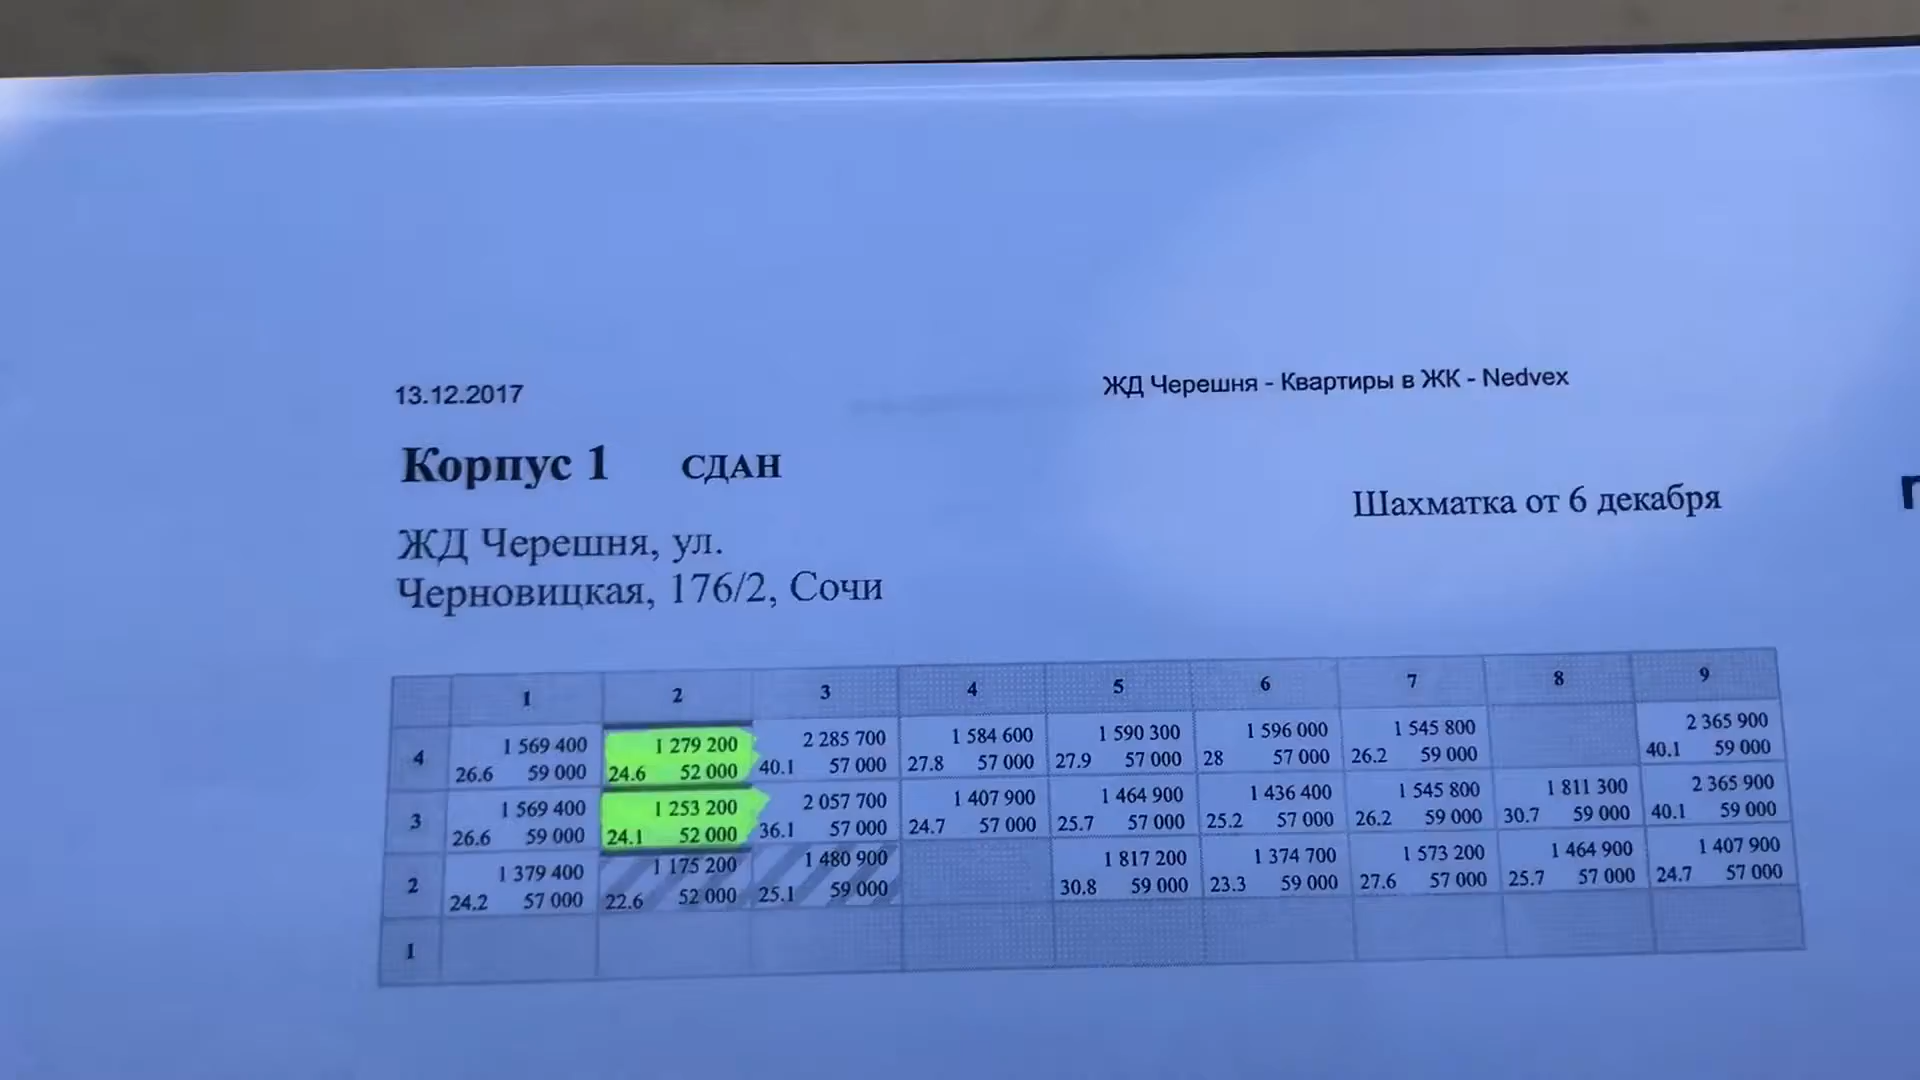 13.12.2017
ЖД Черешня - Квартиры в ЖК - Nedvex
Корпус 1 СДАН
Шахматка от 6 декабря
ЖД Черешня, ул.
Черновицкая, 176/2, Сочи
1 2 3 4 5 6 7 8 9
4
1 569 400 1 279 200 2 285 700 1 584 600 1 590 300 1 596 000 1 545 800 2 365 900
26.6 59 000 24.6 52 000 40.1 57 000 27.8 57 000 27.9 57 000 28 57 000 26.2 59 000 40.1 59 000
3
1 569 400 1 253 200 2 057 700 1 407 900 1 464 900 1 436 400 1 545 800 1 811 300 2 365 900
26.6 59 000 24.1 52 000 36.1 57 000 24.7 57 000 25.7 57 000 25.2 57 000 26.2 59 000 30.7 59 000 40.1 59 000
2
1 379 400 1 175 200 1 480 900 1 817 200 1 374 700 1 573 200 1 464 900 1 407 900
24.2 57 000 22.6 52 000 25.1 59 000 30.8 59 000 23.3 59 000 27.6 57 000 25.7 57 000 24.7 57 000
1